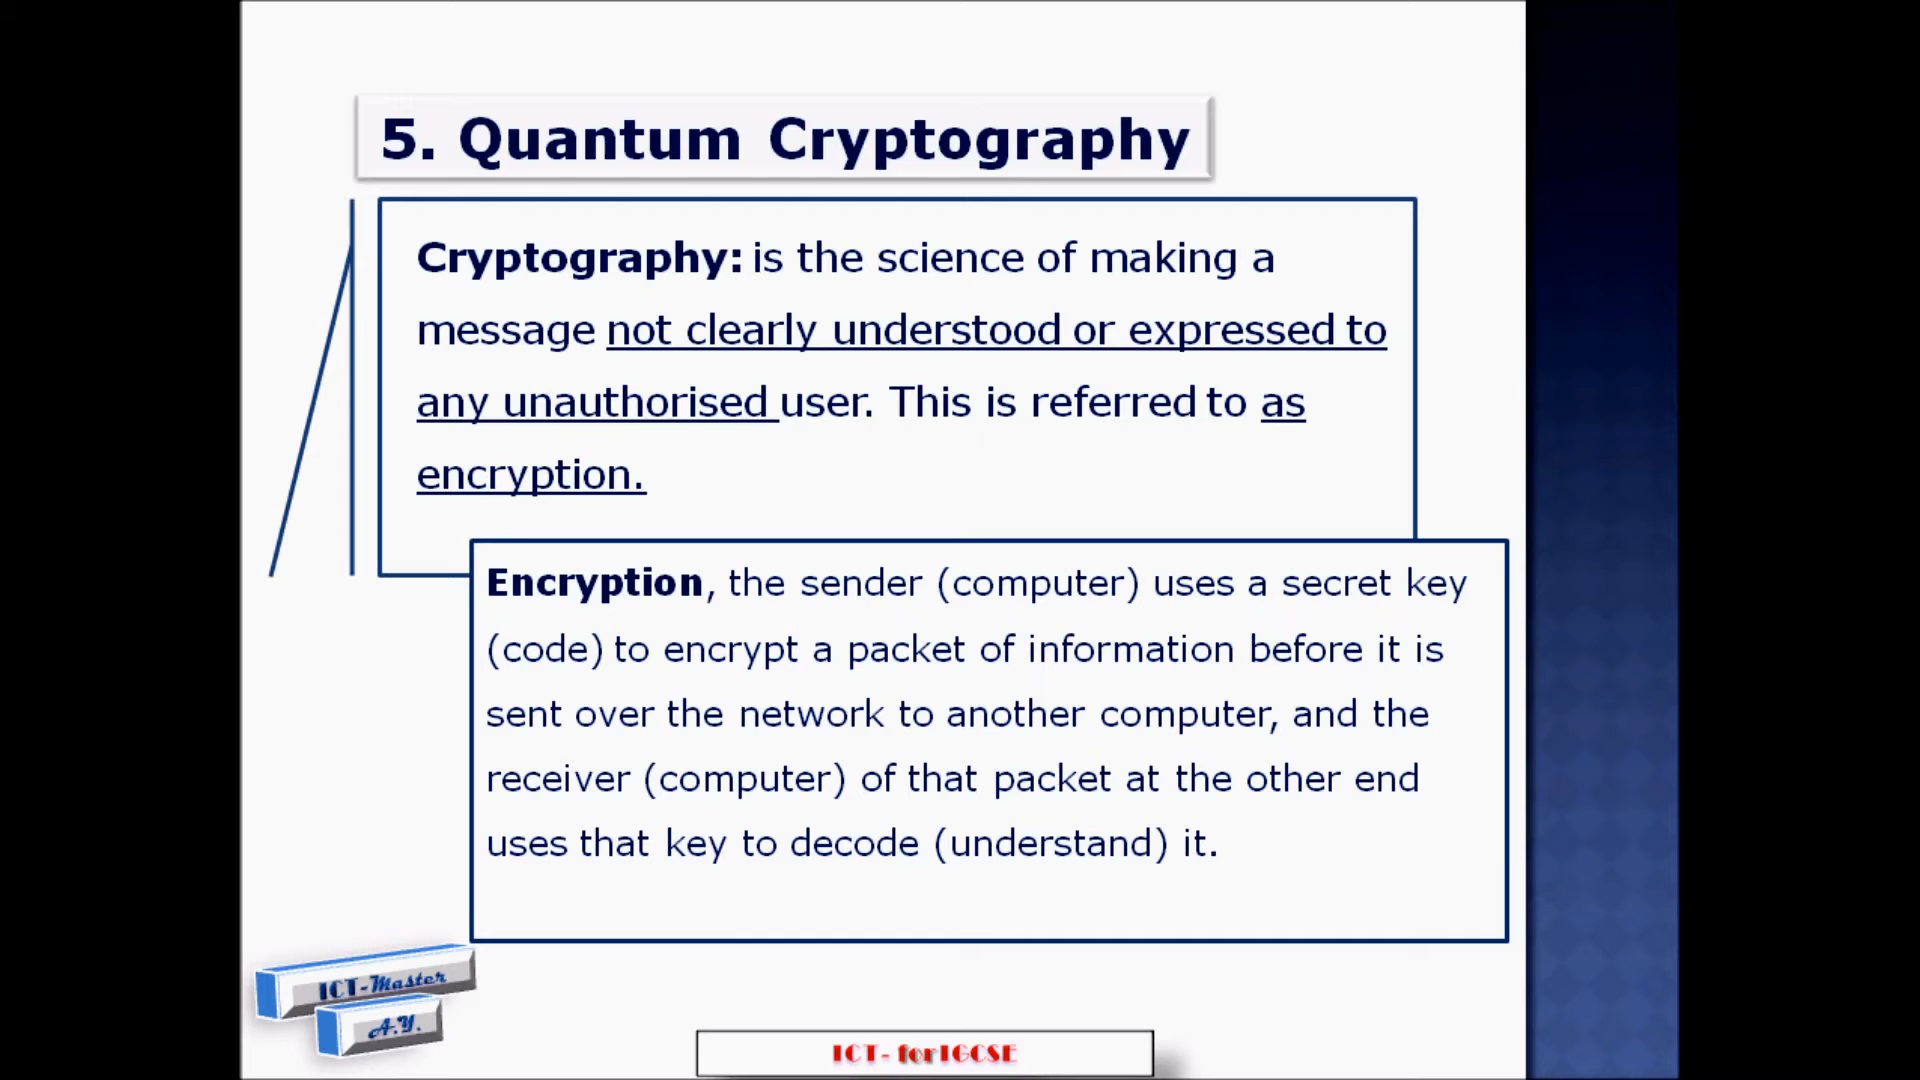 5. Quantum Cryptography
Cryptography: is the science of making a
message not clearly understood or expressed to
any unauthorised user. This is referred to as
encryption.
Encryption, the sender (computer) uses a secret key
(code) to encrypt a packet of information before it is
sent over the network to another computer, and the
receiver (computer) of that packet at the other end
uses that key to decode (understand) it.
ICT-Master
A.Y.
ICT- for IGCSE